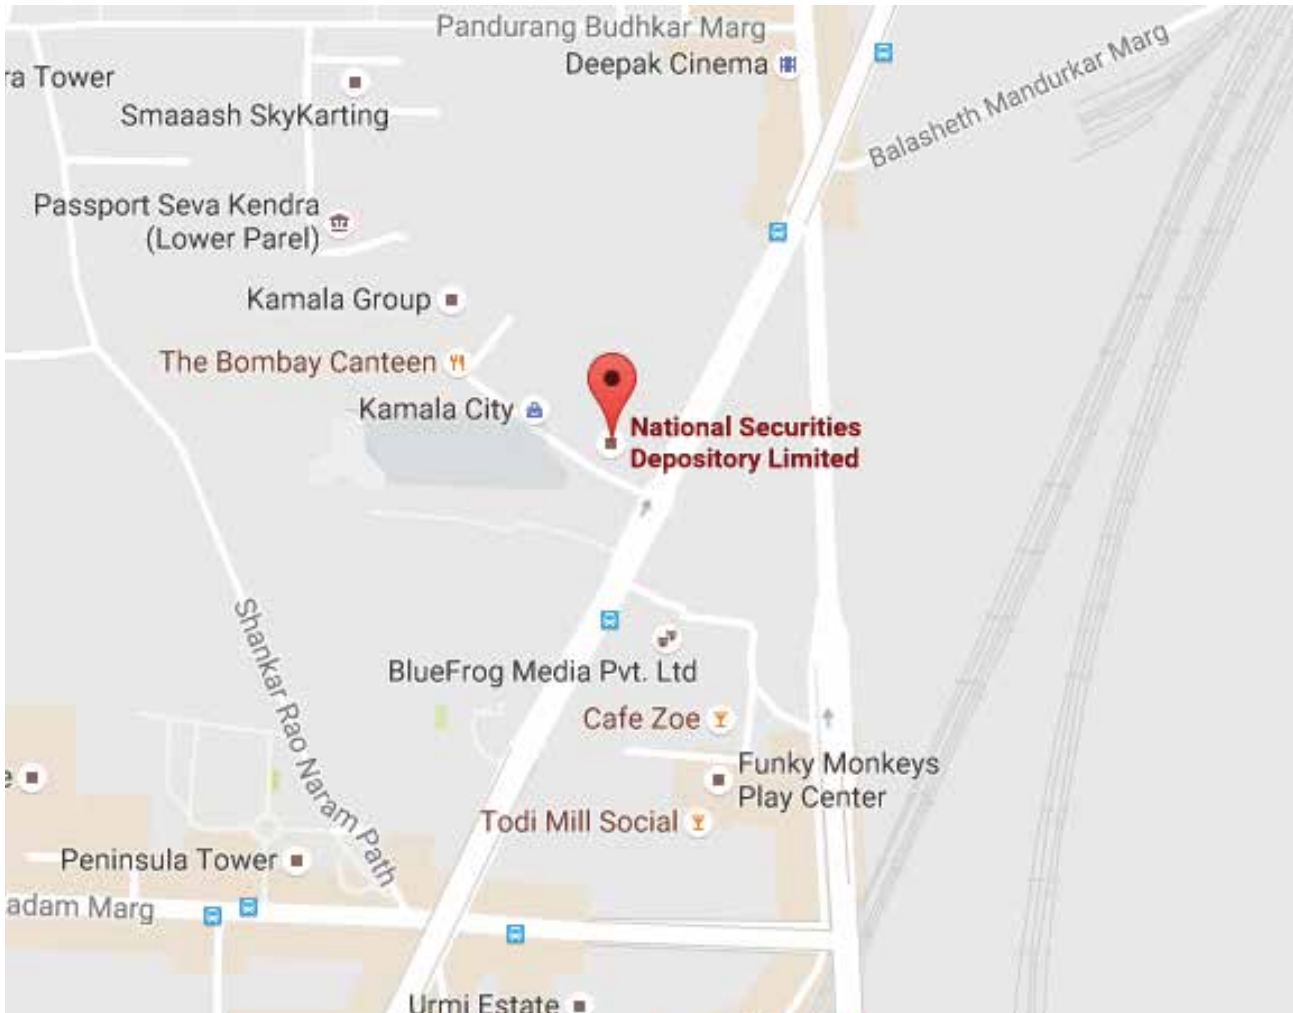 Pandurang Budhkar Marg
Deepak Cinema
Balasheth Mandurkar Marg
ra Tower
Smaaash SkyKarting
Passport Seva Kendra
(Lower Parel)
Kamala Group
The Bombay Canteen
Kamala City
National Securities
Depository Limited
Shankar Rao Naram Path
BlueFrog Media Pvt. Ltd
Cafe Zoe
Funky Monkeys
Play Center
e
Todi Mill Social
Peninsula Tower
adam Marg
Urmi Estate